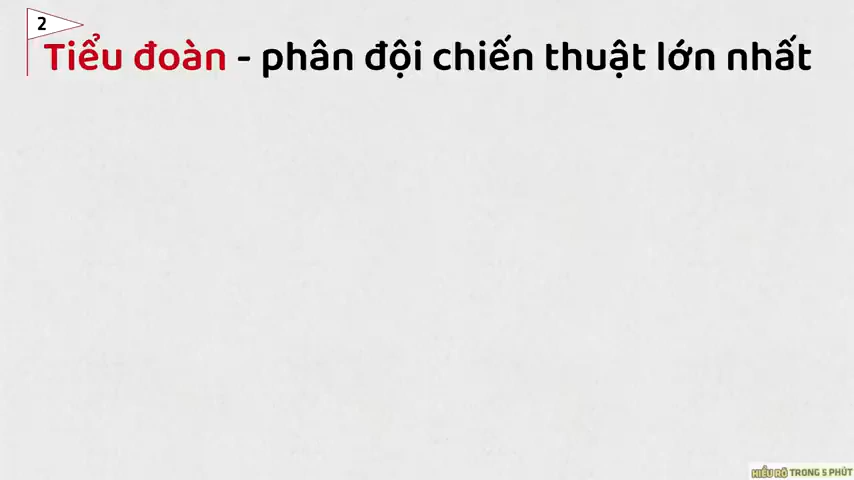 2
Tiểu đoàn - phân đội chiến thuật lớn nhất
HIỂU RÕ TRONG 5 PHÚT